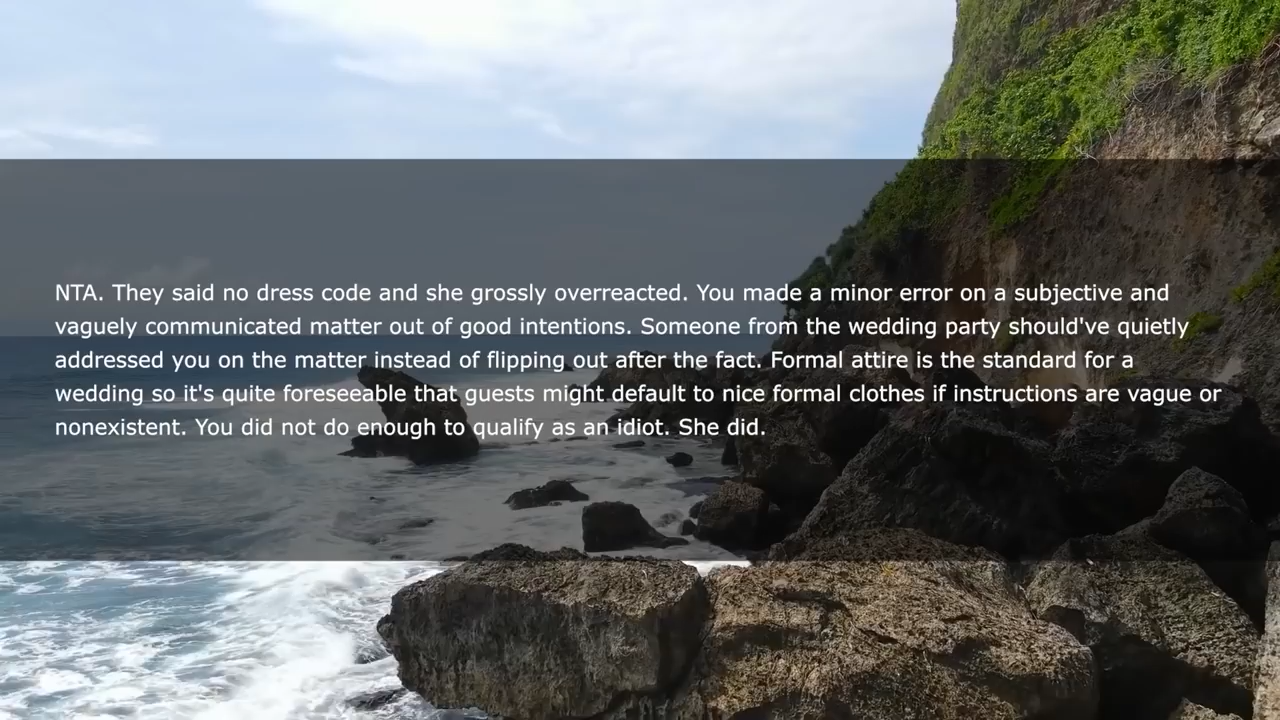 NTA. They said no dress code and she grossly overreacted. You made a minor error on a subjective and
vaguely communicated matter out of good intentions. Someone from the wedding party should've quietly
addressed you on the matter instead of flipping out after the fact. Formal attire is the standard for a
wedding so it's quite foreseeable that guests might default to nice formal clothes if instructions are vague or
nonexistent. You did not do enough to qualify as an idiot. She did.